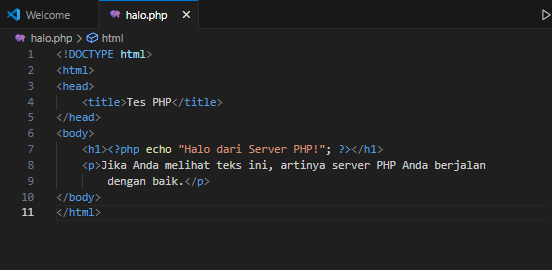 Welcome halo.php
halo.php > html
1 <!DOCTYPE html>
2 <html>
3 <head>
4     <title>Tes PHP</title>
5 </head>
6 <body>
7     <h1><?php echo "Halo dari Server PHP!"; ?></h1>
8     <p>Jika Anda melihat teks ini, artinya server PHP Anda berjalan
9        dengan baik.</p>
10 </body>
11 </html>